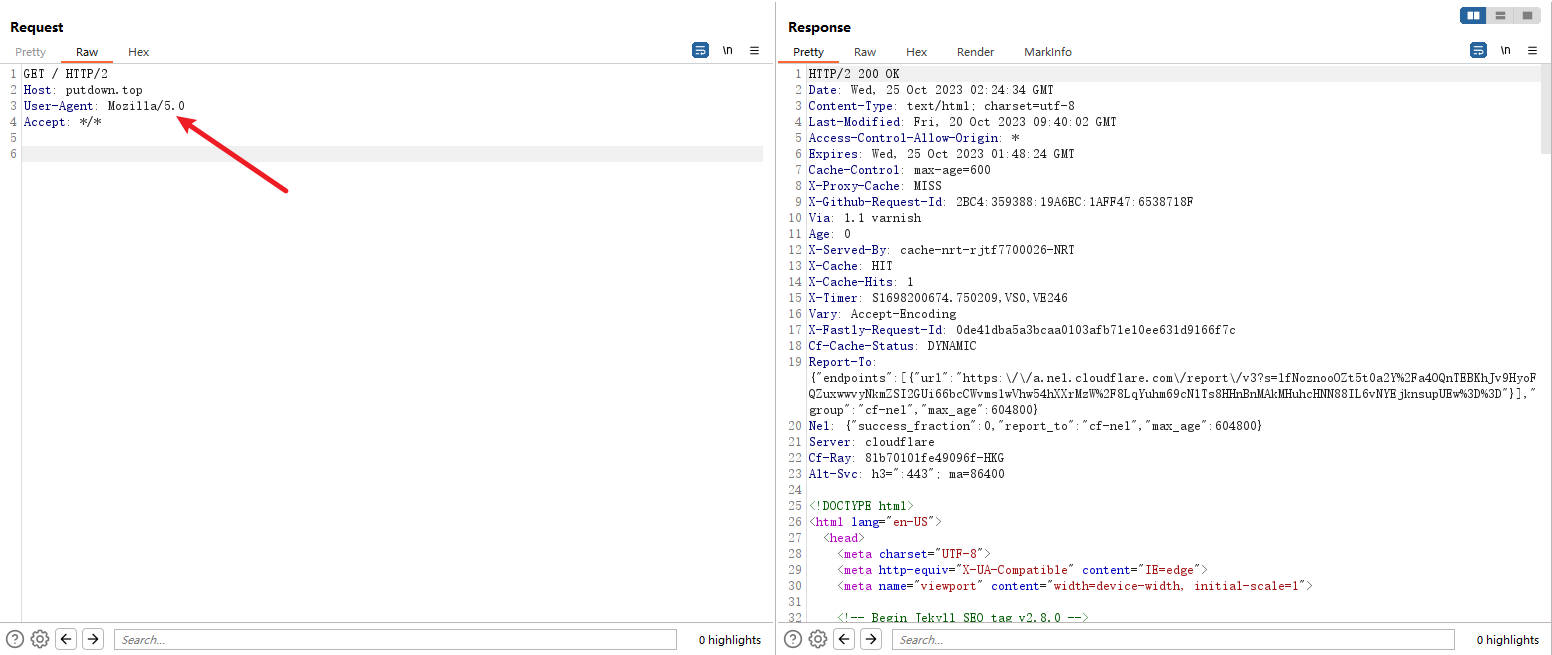 Request
Pretty Raw Hex \n
1 GET / HTTP/2
2 Host: putdown.top
3 User-Agent: Mozilla/5.0
4 Accept: */*
5
6
Search...
0 highlights
Response
Pretty Raw Hex Render MarkInfo \n
1 HTTP/2 200 OK
2 Date: Wed, 25 Oct 2023 02:24:34 GMT
3 Content-Type: text/html; charset=utf-8
4 Last-Modified: Fri, 20 Oct 2023 09:40:02 GMT
5 Access-Control-Allow-Origin: *
6 Expires: Wed, 25 Oct 2023 01:48:24 GMT
7 Cache-Control: max-age=600
8 X-Proxy-Cache: MISS
9 X-Github-Request-Id: 2BC4:359388:19A6EC:1AFF47:6538718F
10 Via: 1.1 varnish
11 Age: 0
12 X-Served-By: cache-nrt-rjtf7700026-NRT
13 X-Cache: HIT
14 X-Cache-Hits: 1
15 X-Timer: S1698200674.750209,VS0,VE246
16 Vary: Accept-Encoding
17 X-Fastly-Request-Id: 0de41dba5a3bcaa0103afb71e10ee631d9166f7c
18 Cf-Cache-Status: DYNAMIC
19 Report-To:
{"endpoints":[{"url":"https:\/\/a.nel.cloudflare.com\/report\/v3?s=lfNoznooOZt5t0a2Y%2Fa4OQnTEBKhJv9HyoF
QZuxwwvyNkmZSI2GUi66bcCWvms1wVhw54hXXrMzW%2F8LqYuhm69cN1Ts8HHnBnMAkMHuhcHNN88IL6vNYEjknsupUEw%3D%3D"}],"
group":"cf-nel","max_age":604800}
20 Nel: {"success_fraction":0,"report_to":"cf-nel","max_age":604800}
21 Server: cloudflare
22 Cf-Ray: 81b70101fe49096f-HKG
23 Alt-Svc: h3=":443"; ma=86400
24
25 <!DOCTYPE html>
26 <html lang="en-US">
27 <head>
28 <meta charset="UTF-8">
29 <meta http-equiv="X-UA-Compatible" content="IE=edge">
30 <meta name="viewport" content="width=device-width, initial-scale=1">
31
32 <!-- Begin Jekyll SEO tag v2.8.0 -->
Search...
0 highlights